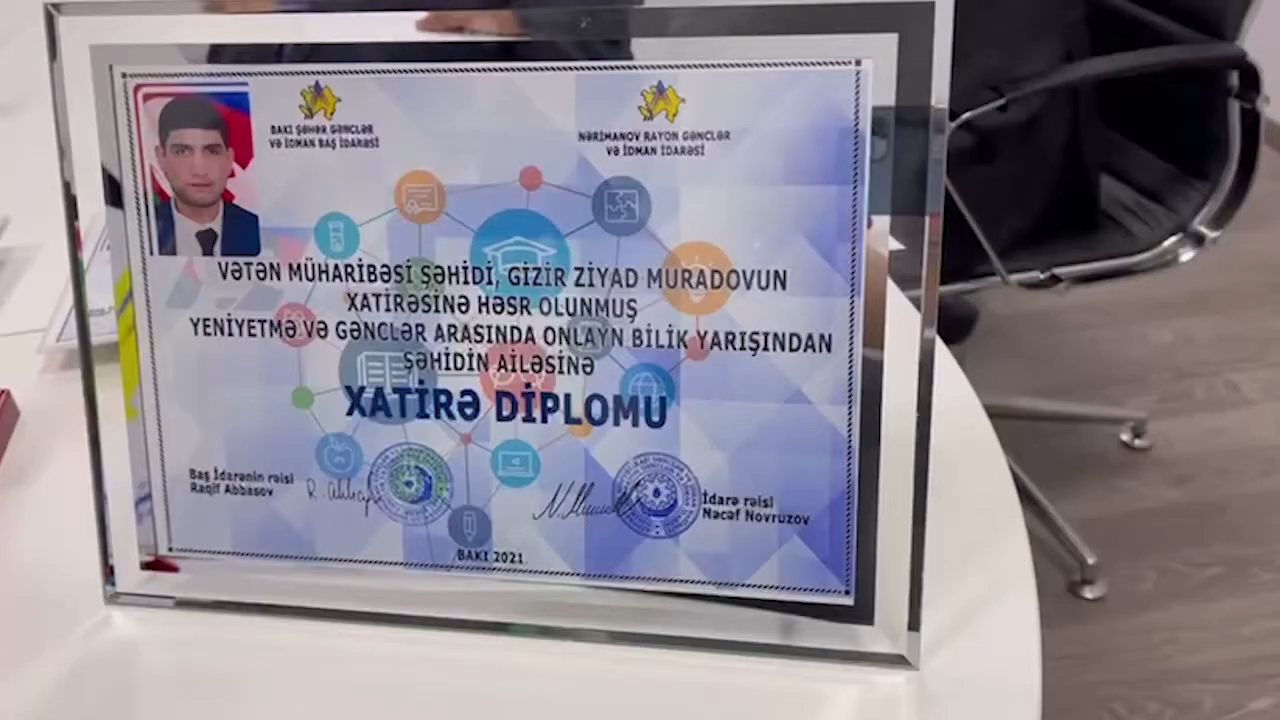 BAKI ŞƏHƏR GƏNCLƏR
VƏ İDMAN BAŞ İDARƏSİ
NƏRİMANOV RAYON GƏNCLƏR
VƏ İDMAN İDARƏSİ
VƏTƏN MÜHARİBƏSİ ŞƏHİDİ, GİZİR ZİYAD MURADOVUN
XATİRƏSİNƏ HƏSR OLUNMUŞ
YENİYETMƏ VƏ GƏNCLƏR ARASINDA ONLAYN BİLİK YARIŞINDAN
ŞƏHİDİN AİLƏSİNƏ
XATİRƏ DİPLOMU
Baş İdarənin rəisi
Raqif Abbasov
İdarə rəisi
Nəcəf Novruzov
BAKI 2021